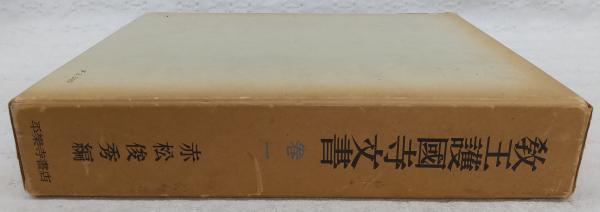 教王護國寺文書
卷一
赤松俊秀編
平樂寺書店